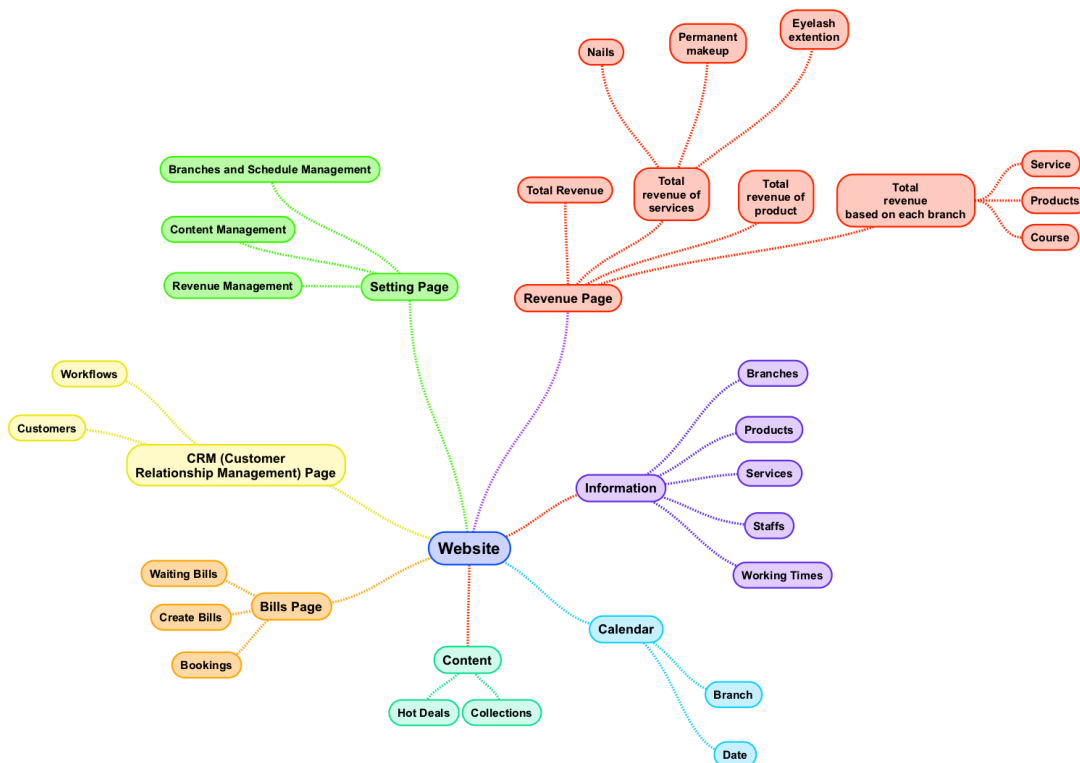 Eyelash
extention
Permanent
makeup
Nails
Branches and Schedule Management
Total Revenue
Total
revenue of
services
Total
revenue of
product
Total
revenue
based on each branch
Service
Products
Course
Content Management
Revenue Management
Setting Page
Revenue Page
Workflows
Customers
CRM (Customer
Relationship Management) Page
Branches
Products
Services
Information
Staffs
Working Times
Website
Waiting Bills
Create Bills
Bookings
Bills Page
Calendar
Content
Hot Deals
Collections
Branch
Date